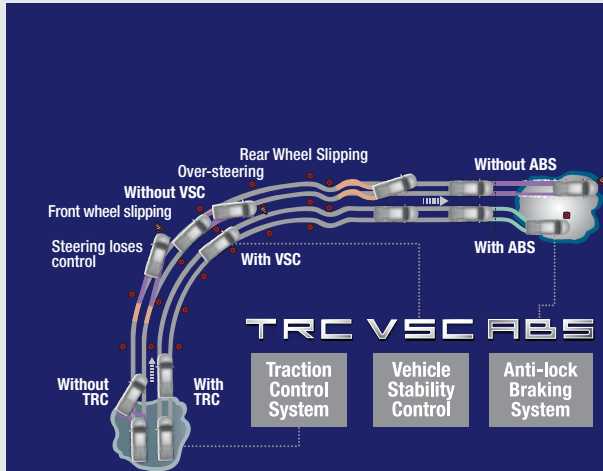 Rear Wheel Slipping
Without ABS
Over-steering
Without VSC
Front wheel slipping
Steering loses
control
With VSC
With ABS
TRC VSC ABS
Without
TRC
With
TRC
Traction
Control
System
Vehicle
Stability
Control
Anti-lock
Braking
System